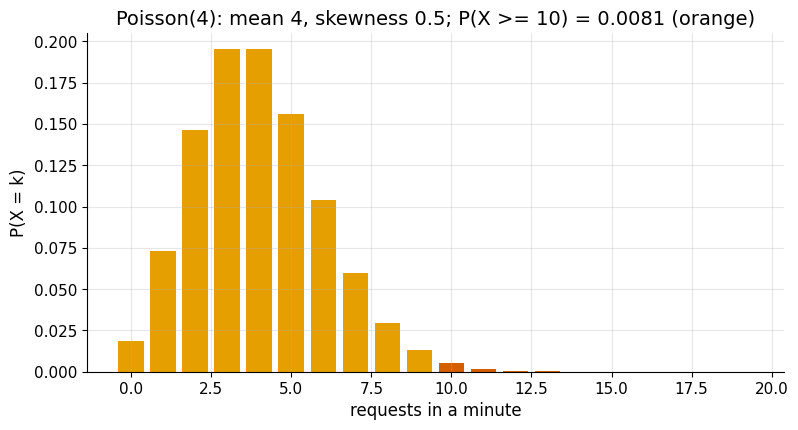 Poisson(4): mean 4, skewness 0.5; P(X >= 10) = 0.0081 (orange)
P(X = k)
0.200
0.175
0.150
0.125
0.100
0.075
0.050
0.025
0.000
0.0 2.5 5.0 7.5 10.0 12.5 15.0 17.5 20.0
requests in a minute